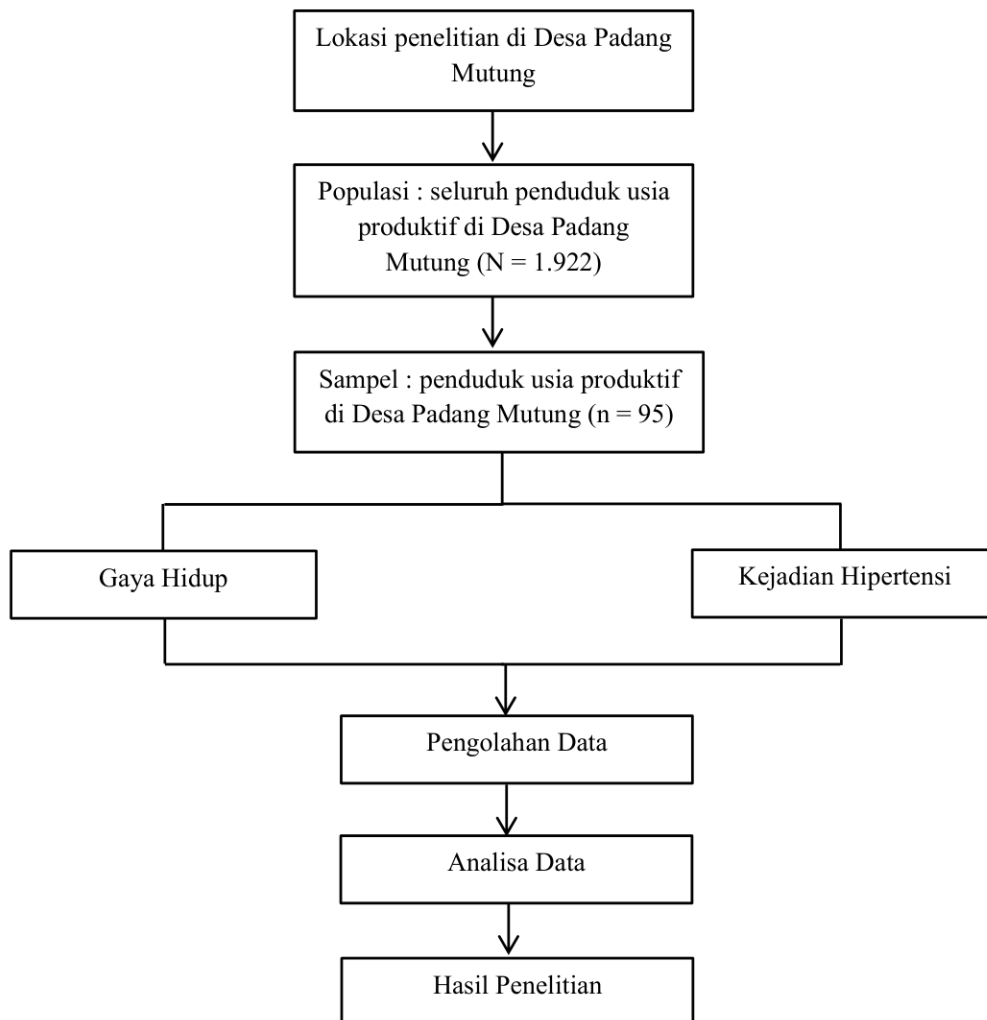 Lokasi penelitian di Desa Padang
Mutung
Populasi : seluruh penduduk usia
produktif di Desa Padang
Mutung (N = 1.922)
Sampel : penduduk usia produktif
di Desa Padang Mutung (n = 95)
Gaya Hidup
Kejadian Hipertensi
Pengolahan Data
Analisa Data
Hasil Penelitian